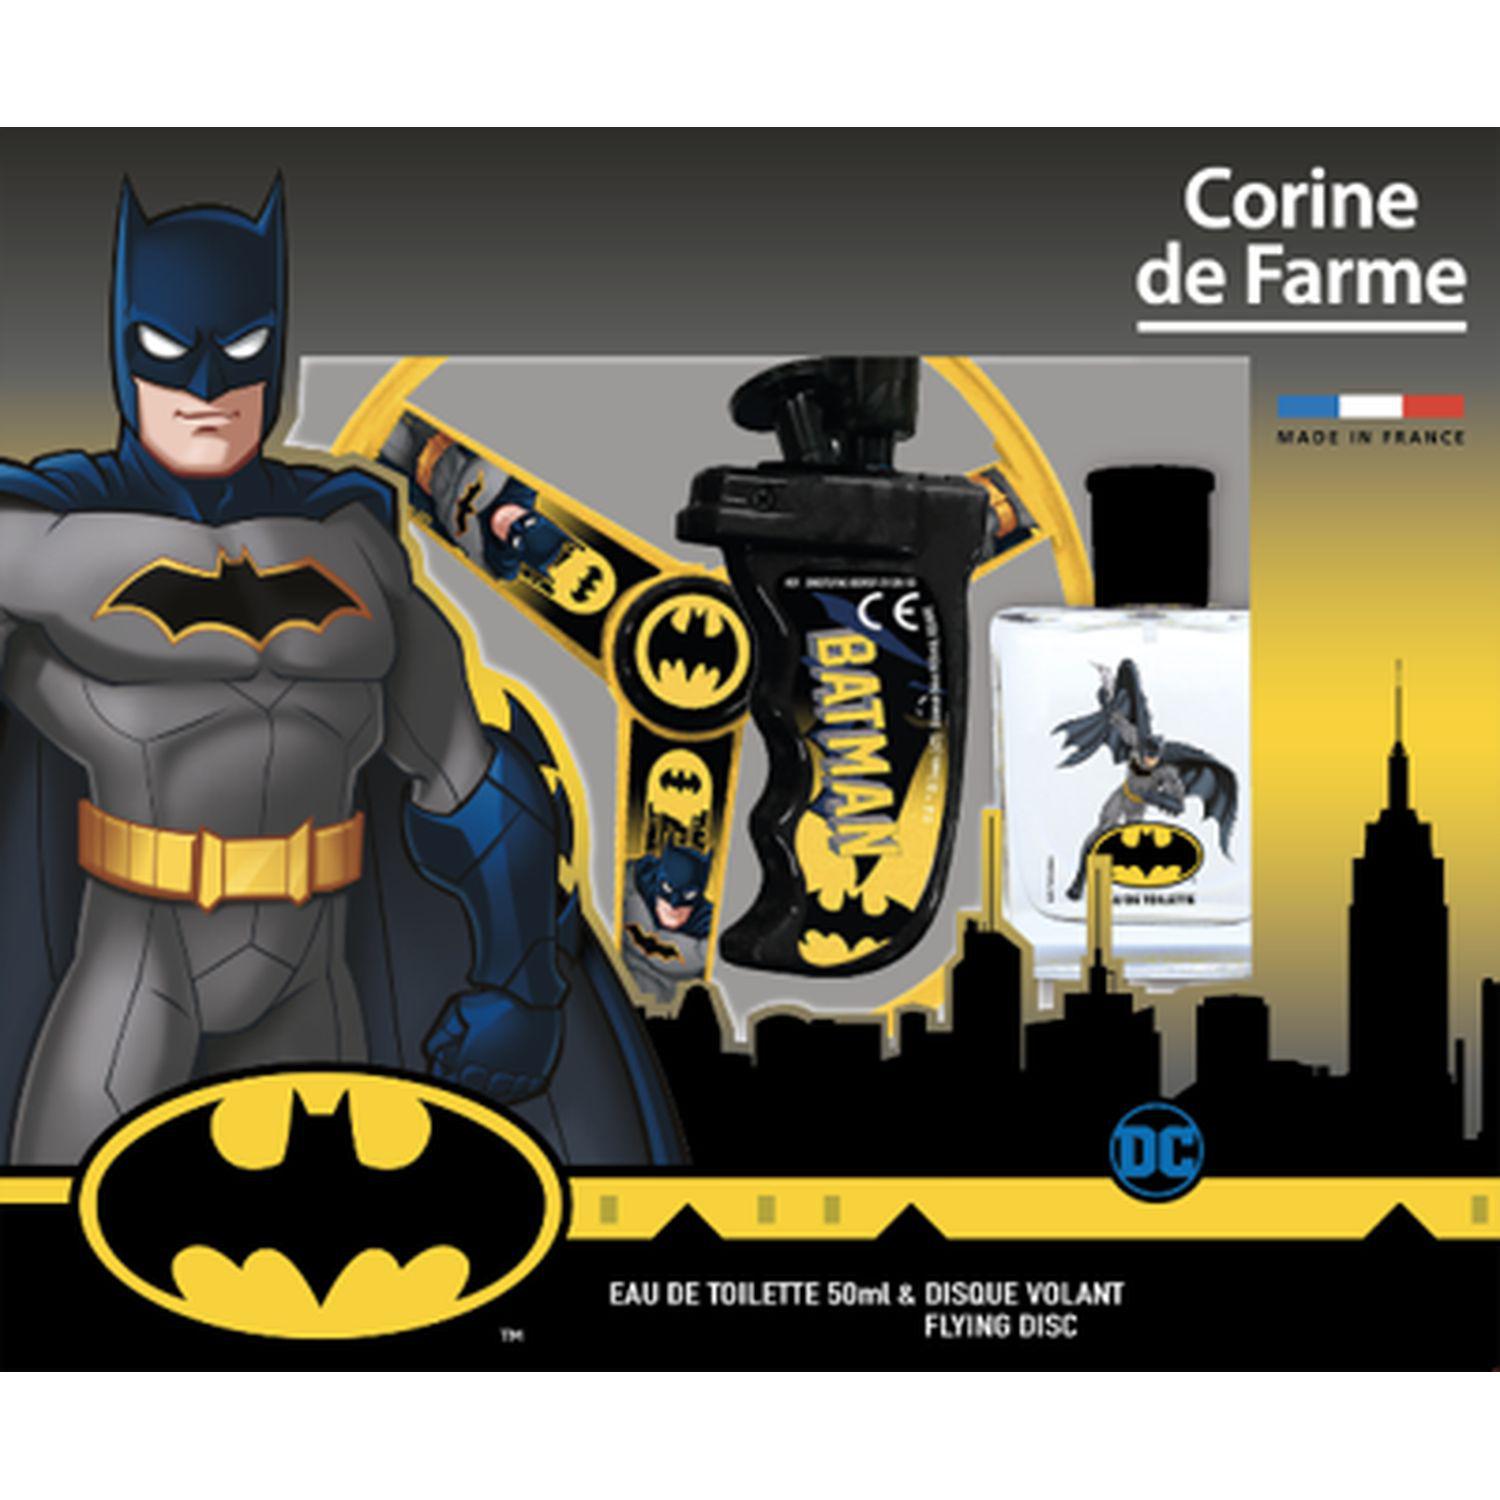 Corine
de Farme
MADE IN FRANCE
CE
BATMAN
EAU DE TOILETTE
DC
EAU DE TOILETTE 50ml & DISQUE VOLANT
FLYING DISC
TM